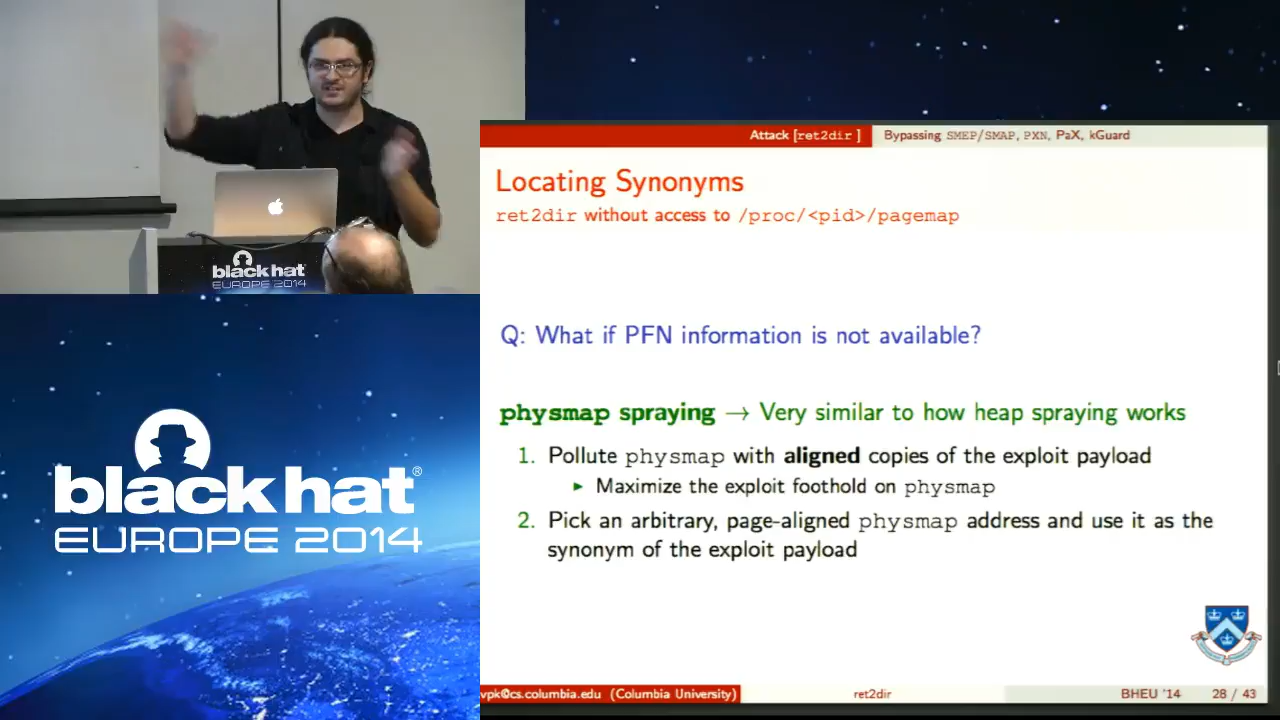 Attack [ret2dir ] Bypassing SMEP/SMAP, PXN, PaX, kGuard
Locating Synonyms
ret2dir without access to /proc/<pid>/pagemap
Q: What if PFN information is not available?
physmap spraying → Very similar to how heap spraying works
1. Pollute physmap with aligned copies of the exploit payload
▸ Maximize the exploit foothold on physmap
2. Pick an arbitrary, page-aligned physmap address and use it as the
synonym of the exploit payload
vpk@cs.columbia.edu (Columbia University) ret2dir BHEU '14 28 / 43
black hat
EUROPE 2014
black hat®
EUROPE 2014